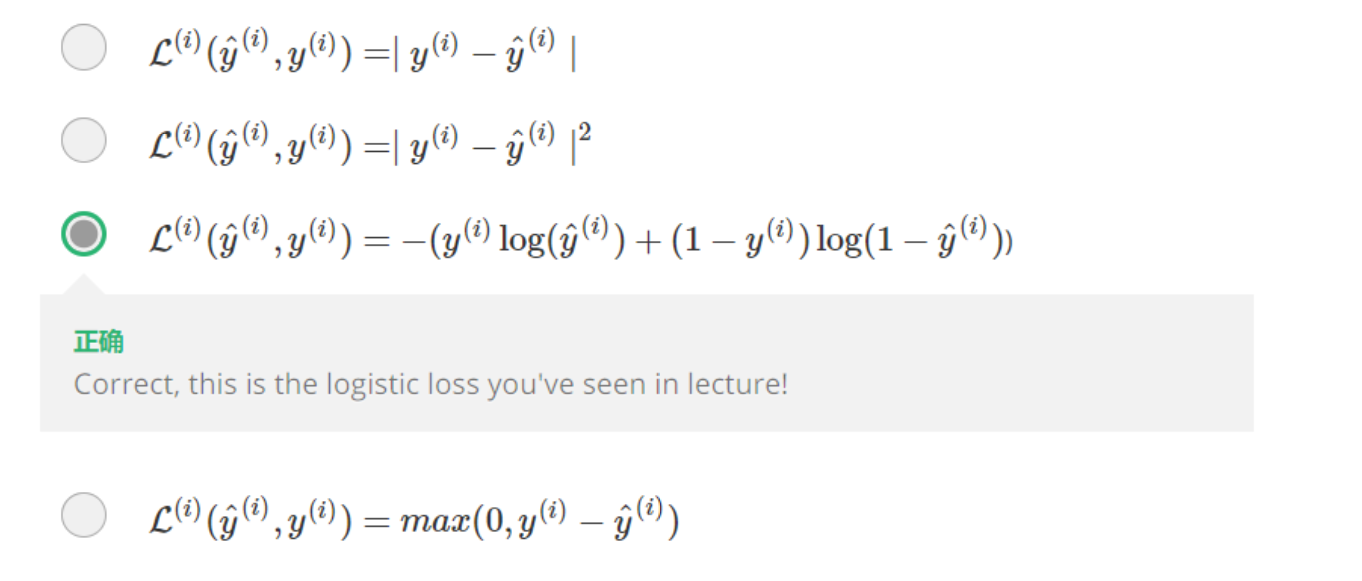 $\mathcal{L}^{(i)}(\hat{y}^{(i)}, y^{(i)}) =| y^{(i)} - \hat{y}^{(i)} |$
$\mathcal{L}^{(i)}(\hat{y}^{(i)}, y^{(i)}) =| y^{(i)} - \hat{y}^{(i)} |^2$
$\mathcal{L}^{(i)}(\hat{y}^{(i)}, y^{(i)}) = -(y^{(i)} \log(\hat{y}^{(i)}) + (1 - y^{(i)}) \log(1 - \hat{y}^{(i)}))$
正确
Correct, this is the logistic loss you've seen in lecture!
$\mathcal{L}^{(i)}(\hat{y}^{(i)}, y^{(i)}) = max(0, y^{(i)} - \hat{y}^{(i)})$